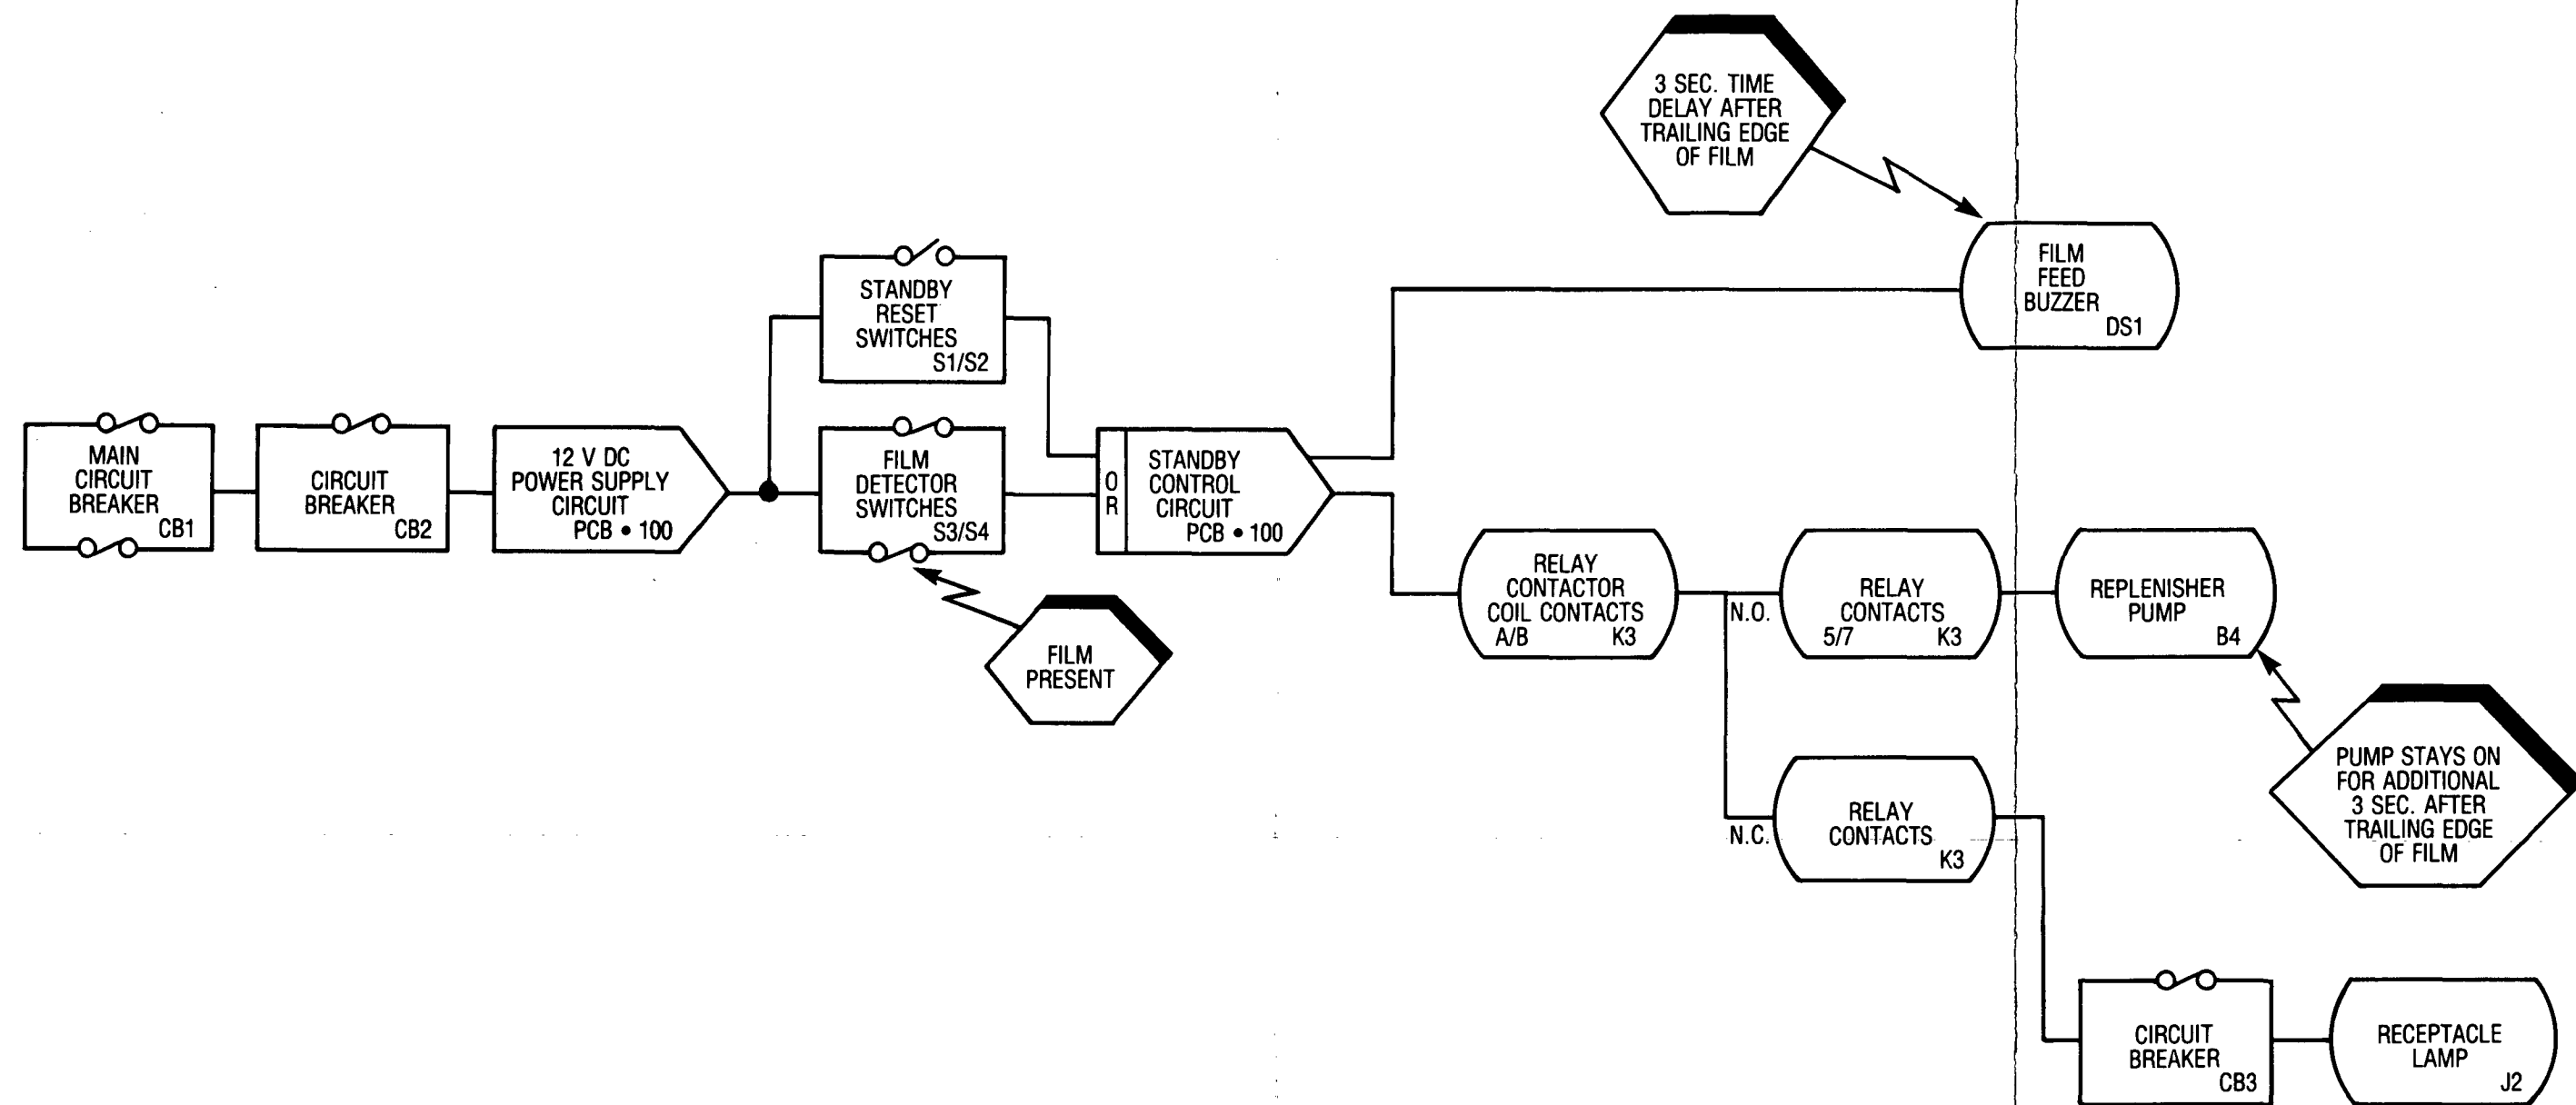 3 SEC. TIME
DELAY AFTER
TRAILING EDGE
OF FILM
FILM
FEED
BUZZER
DS1
STANDBY
RESET
SWITCHES
S1/S2
MAIN
CIRCUIT
BREAKER
CB1
CIRCUIT
BREAKER
CB2
12 V DC
POWER SUPPLY
CIRCUIT
PCB • 100
FILM
DETECTOR
SWITCHES
S3/S4
OR
STANDBY
CONTROL
CIRCUIT
PCB • 100
FILM
PRESENT
RELAY
CONTACTOR
COIL CONTACTS
A/B K3
N.O.
RELAY
CONTACTS
5/7 K3
REPLENISHER
PUMP
B4
PUMP STAYS ON
FOR ADDITIONAL
3 SEC. AFTER
TRAILING EDGE
OF FILM
N.C.
RELAY
CONTACTS
K3
CIRCUIT
BREAKER
CB3
RECEPTACLE
LAMP
J2